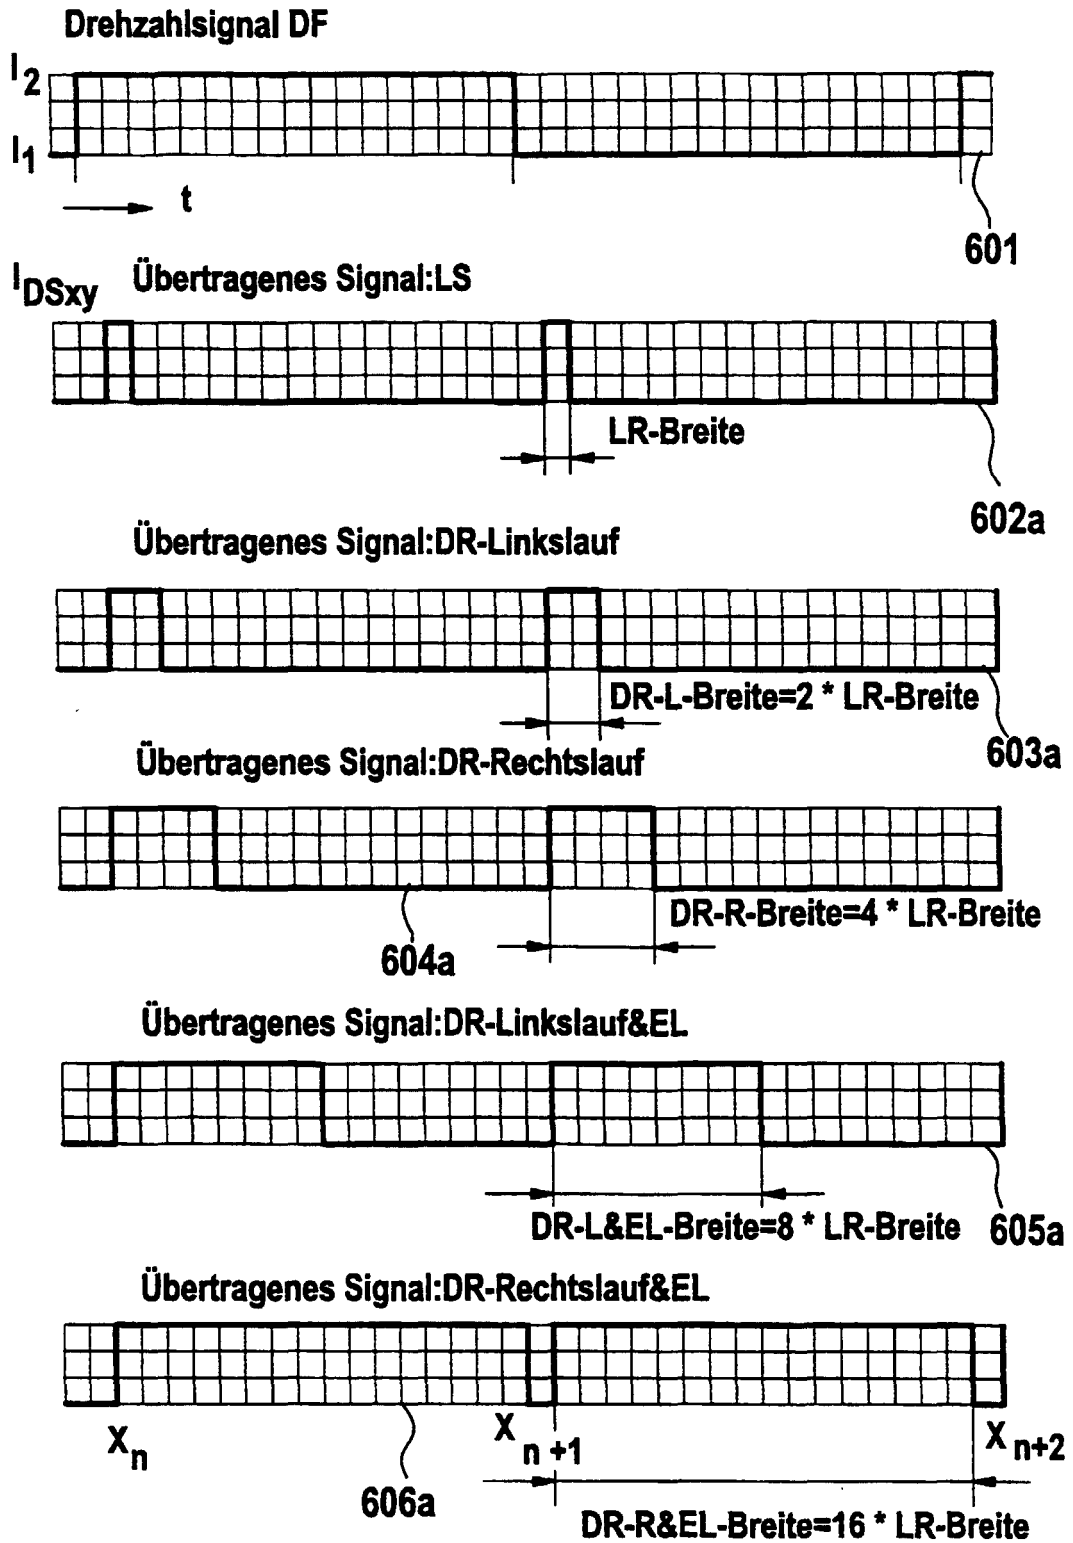 Drehzahlsignal DF
I2
I1
t
601
IDSxy
Übertragenes Signal:LS
LR-Breite
602a
Übertragenes Signal:DR-Linkslauf
DR-L-Breite=2 * LR-Breite
603a
Übertragenes Signal:DR-Rechtslauf
DR-R-Breite=4 * LR-Breite
604a
Übertragenes Signal:DR-Linkslauf&EL
DR-L&EL-Breite=8 * LR-Breite
605a
Übertragenes Signal:DR-Rechtslauf&EL
Xn
Xn+1
Xn+2
606a
DR-R&EL-Breite=16 * LR-Breite